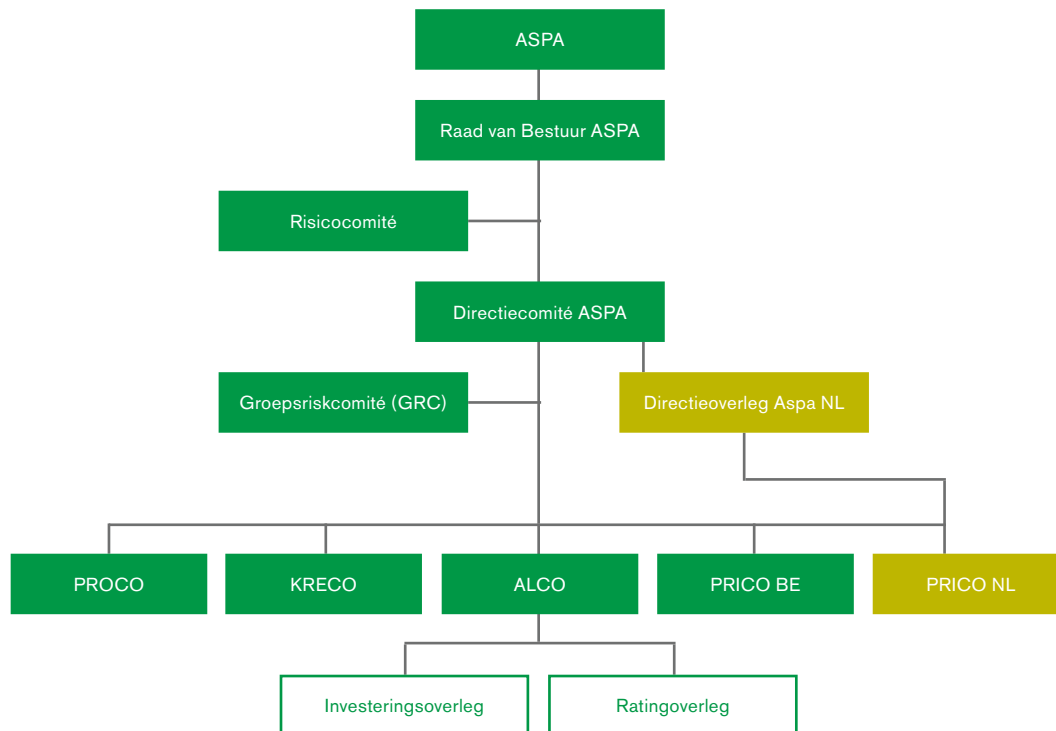 ASPA
Raad van Bestuur ASPA
Risicocomité
Directiecomité ASPA
Groepsriskcomité (GRC)
Directieoverleg Aspa NL
PROCO
KRECO
ALCO
PRICO BE
PRICO NL
Investeringsoverleg
Ratingoverleg